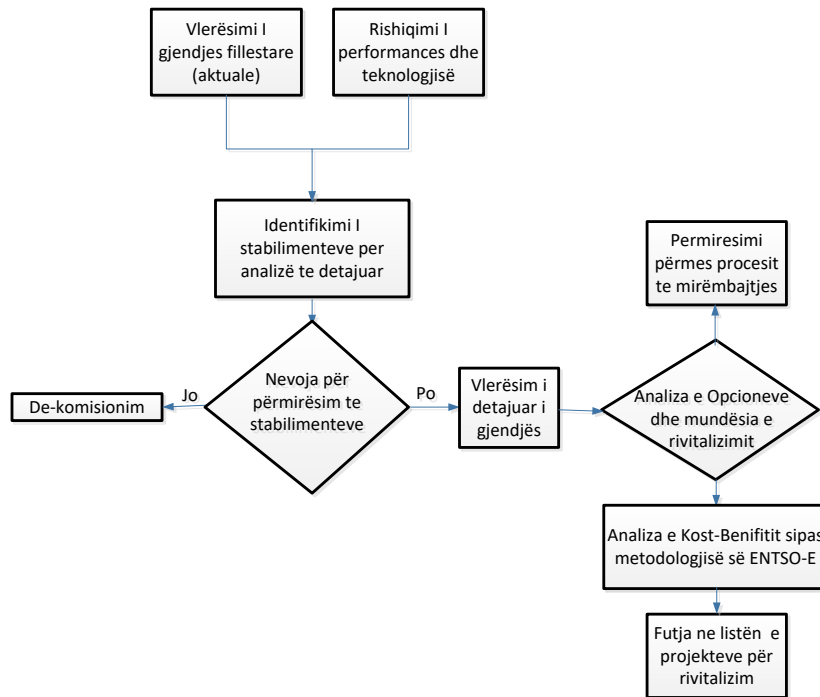 Vlerësimi I
gjendjes fillestare
(aktuale)
Rishiqimi I
performances dhe
teknologjisë
Identifikimi I
stabilimenteve per
analizë te detajuar
Permiresimi
përmes procesit
te mirëmbajtjes
Nevoja për
përmirësim te
stabilimenteve
Jo
De-komisionim
Po
Vlerësim i
detajuar i
gjendjës
Analiza e Opcioneve
dhe mundësia e
rivitalizimit
Analiza e Kost-Benifitit sipas
metodologjisë së ENTSO-E
Futja ne listën e
projekteve për
rivitalizim